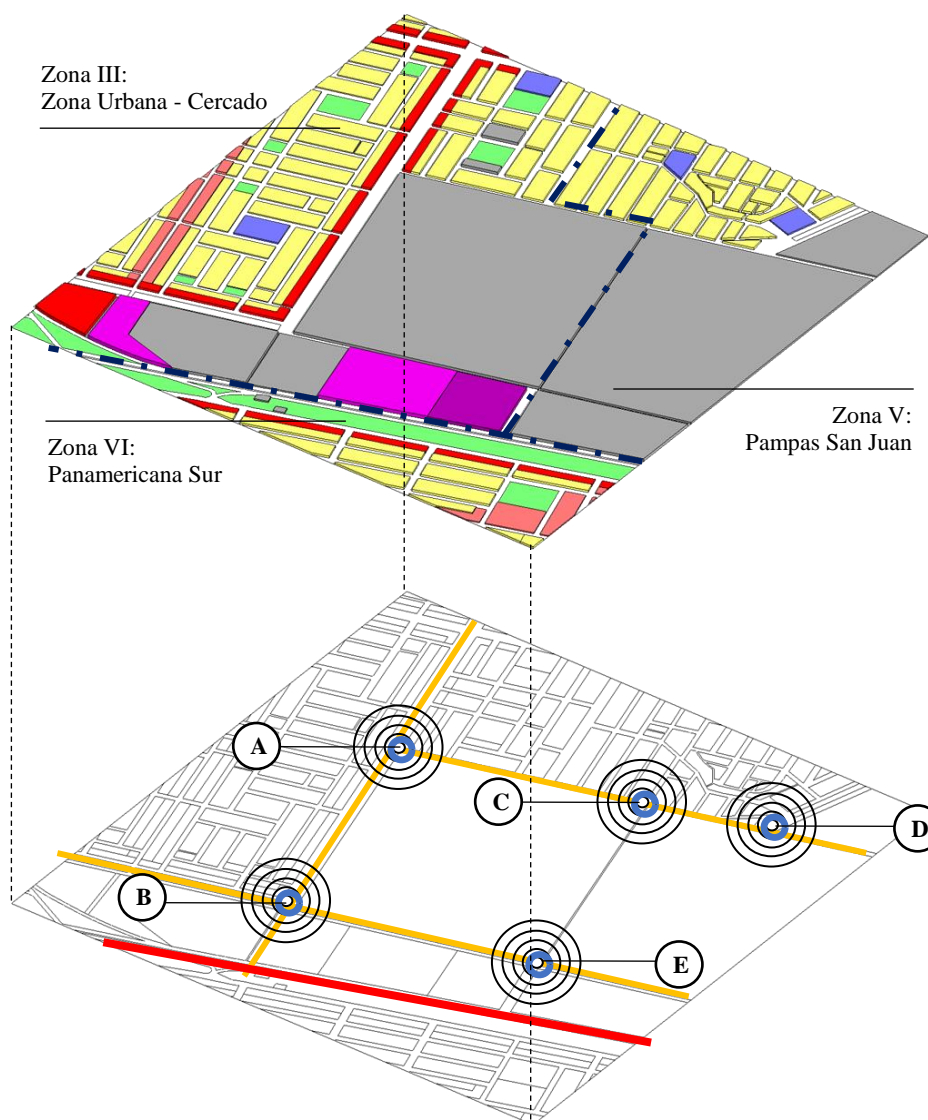 Zona III:
Zona Urbana - Cercado
Zona V:
Pampas San Juan
Zona VI:
Panamericana Sur
A
C
D
B
E